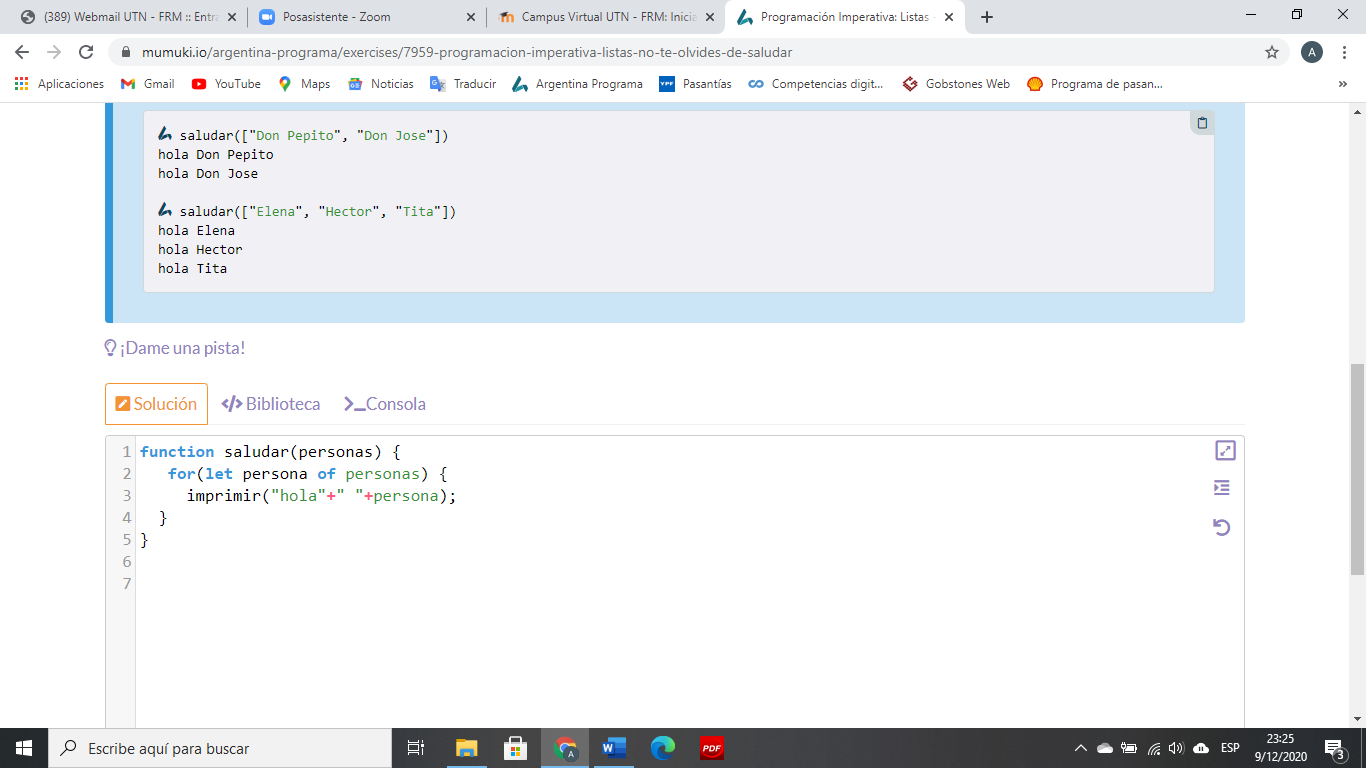 (389) Webmail UTN - FRM :: Entra
Posasistente - Zoom
Campus Virtual UTN - FRM: Inicia
Programación Imperativa: Listas -
mumuki.io/argentina-programa/exercises/7959-programacion-imperativa-listas-no-te-olvides-de-saludar
A
Aplicaciones
Gmail
YouTube
Maps
Noticias
Traducir
Argentina Programa
YPF
Pasantías
Competencias digit...
Gobstones Web
Programa de pasan...
»
saludar(["Don Pepito", "Don Jose"])
hola Don Pepito
hola Don Jose
saludar(["Elena", "Hector", "Tita"])
hola Elena
hola Hector
hola Tita
¡Dame una pista!
Solución
</> Biblioteca
>_Consola
1 function saludar(personas) {
2 for(let persona of personas) {
3 imprimir("hola"+" "+persona);
4 }
5 }
6
7
Escribe aquí para buscar
A
W
PDF
ESP
23:25
9/12/2020
3